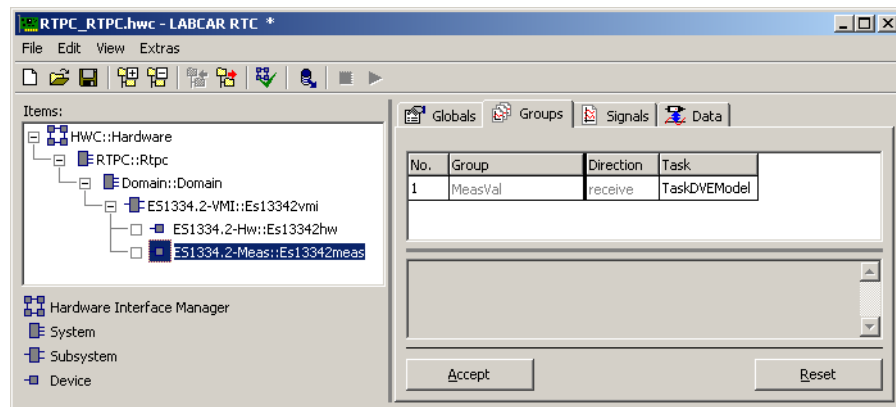 RTPC_RTPC.hwc - LABCAR RTC *
File Edit View Extras
Items:
HWC::Hardware
RTPC::Rtpc
Domain::Domain
ES1334.2-VMI::Es13342vmi
ES1334.2-Hw::Es13342hw
ES1334.2-Meas::Es13342meas
Hardware Interface Manager
System
Subsystem
Device
Globals Groups Signals Data
No. Group Direction Task
1 MeasVal receive TaskDVEModel
Accept Reset